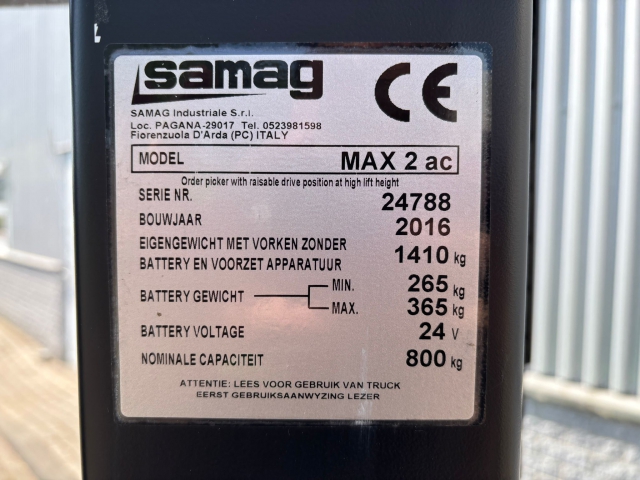 samag
CE
SAMAG Industriale S.r.l.
Loc. PAGANA-29017 Tel. 0523981598
Fiorenzuola D'Arda (PC) ITALY
MODEL MAX 2 ac
Order picker with raisable drive position at high lift height
SERIE NR. 24788
BOUWJAAR 2016
EIGENGEWICHT MET VORKEN ZONDER
BATTERY EN VOORZET APPARATUUR 1410 kg
BATTERY GEWICHT MIN. 265 kg
MAX. 365 kg
BATTERY VOLTAGE 24 V
NOMINALE CAPACITEIT 800 kg
ATTENTIE: LEES VOOR GEBRUIK VAN TRUCK
EERST GEBRUIKSAANWYZING LEZER